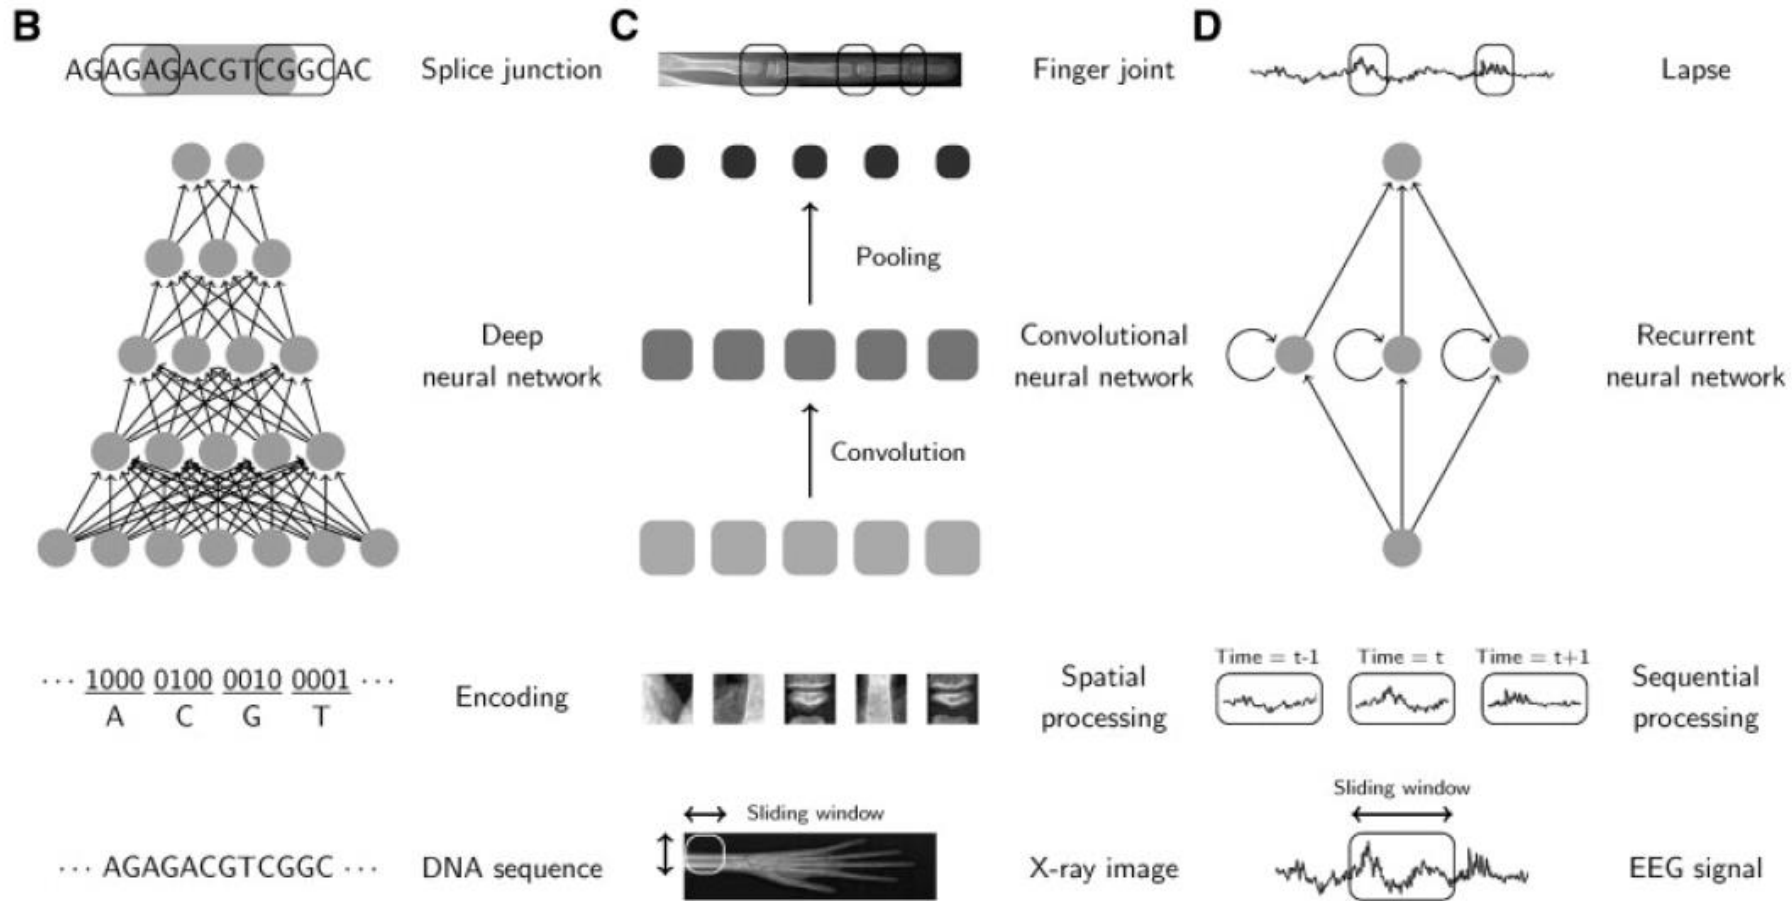 B
AGAGAGACGTCGGCAC
Splice junction
Deep
neural network
··· 1000 0100 0010 0001 ···
A C G T
Encoding
··· AGAGACGTCGGC ···
DNA sequence
C
Finger joint
Pooling
Convolutional
neural network
Convolution
Spatial
processing
Sliding window
X-ray image
D
Lapse
Recurrent
neural network
Time = t-1 Time = t Time = t+1
Sequential
processing
Sliding window
EEG signal